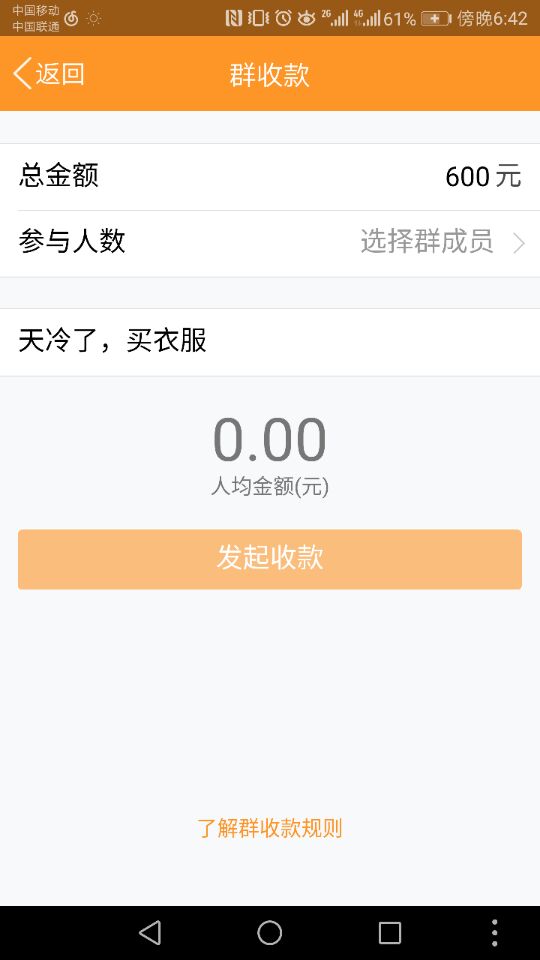 中国移动
中国联通
2G 4G 61% 傍晚6:42
返回 群收款
总金额 600 元
参与人数 选择群成员
天冷了，买衣服
0.00
人均金额(元)
发起收款
了解群收款规则